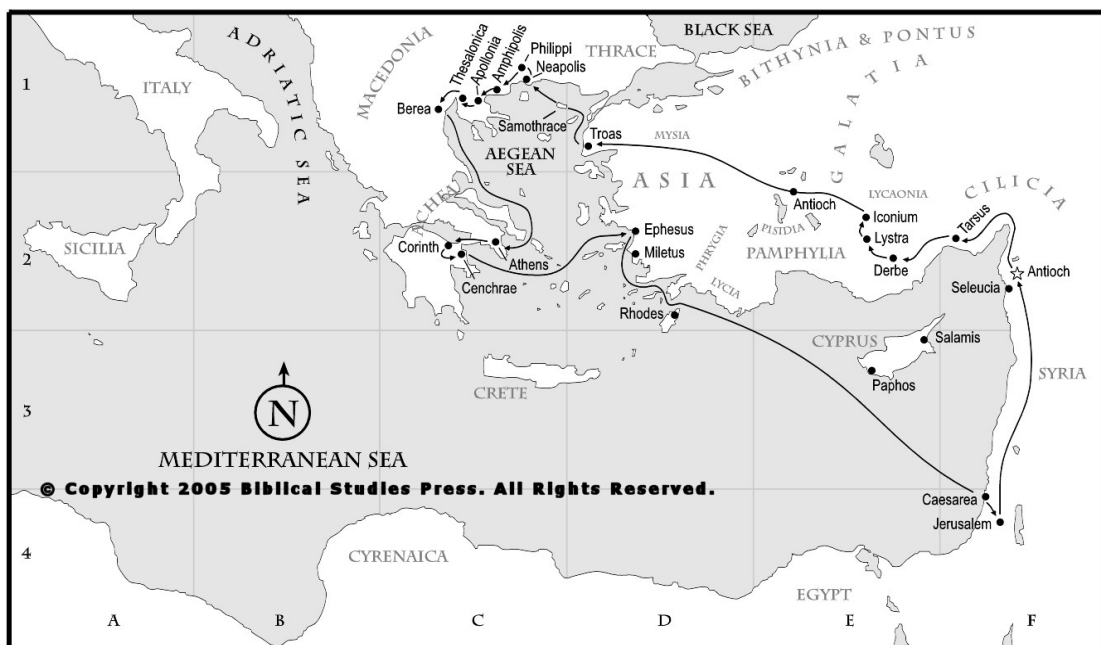 BLACK SEA
ADRIATIC SEA
MACEDONIA
Thesalonica
Apollonia
Amphipolis
Philippi
Neapolis
THRACE
BITHYNIA & PONTUS
GALATIA
1
ITALY
Berea
Samothrace
Troas
MYSIA
AEGEAN
SEA
ASIA
Antioch
LYCAONIA
CILICIA
ACHEA
Iconium
Tarsus
SICILIA
Corinth
Ephesus
PHRYGIA
PISIDIA
Lystra
2
Athens
Miletus
PAMPHYLIA
Derbe
Antioch
Cenchrae
LYCIA
Seleucia
Rhodes
CYPRUS
Salamis
CRETE
Paphos
SYRIA
3
N
MEDITERRANEAN SEA
© Copyright 2005 Biblical Studies Press. All Rights Reserved.
Caesarea
Jerusalem
4
CYRENAICA
EGYPT
A
B
C
D
E
F